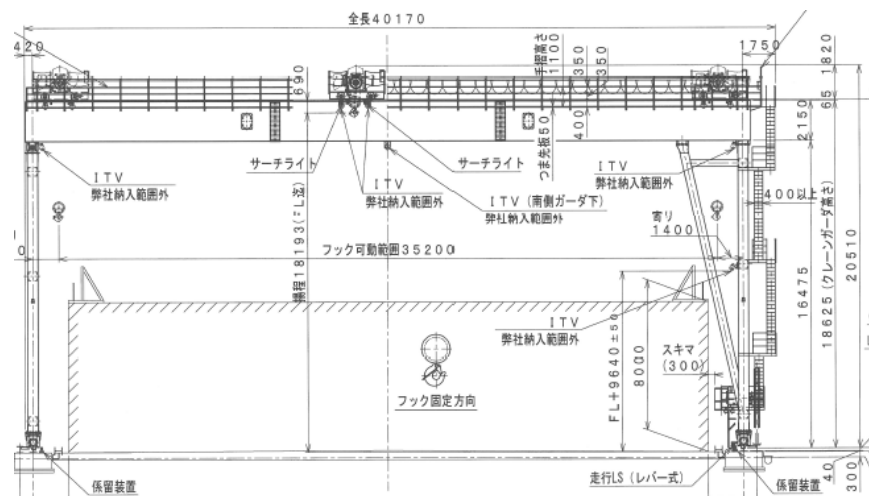 全長40170
420
1750
手摺高さ
1100
350
350
690
400
つま先板50
1820
65
2150
サーチライト
サーチライト
ITV
弊社納入範囲外
ITV
弊社納入範囲外
ITV (南側ガーダ下)
弊社納入範囲外
ITV
弊社納入範囲外
400以上
寄り
1400
フック可動範囲35200
揚程18193(FL迄)
16475
18625(クレーンガーダ高さ)
20510
ITV
弊社納入範囲外
FL+9640±50
8000
スキマ
(300)
フック固定方向
係留装置
走行LS (レバー式)
係留装置
40
300